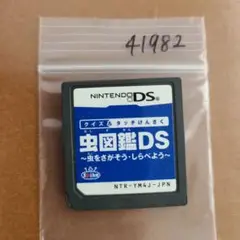 41982
NINTENDO DS
クイズ&タッチけんさく
虫図鑑DS
~虫をさがそう・しらべよう~
NTR-YM4J-JPN